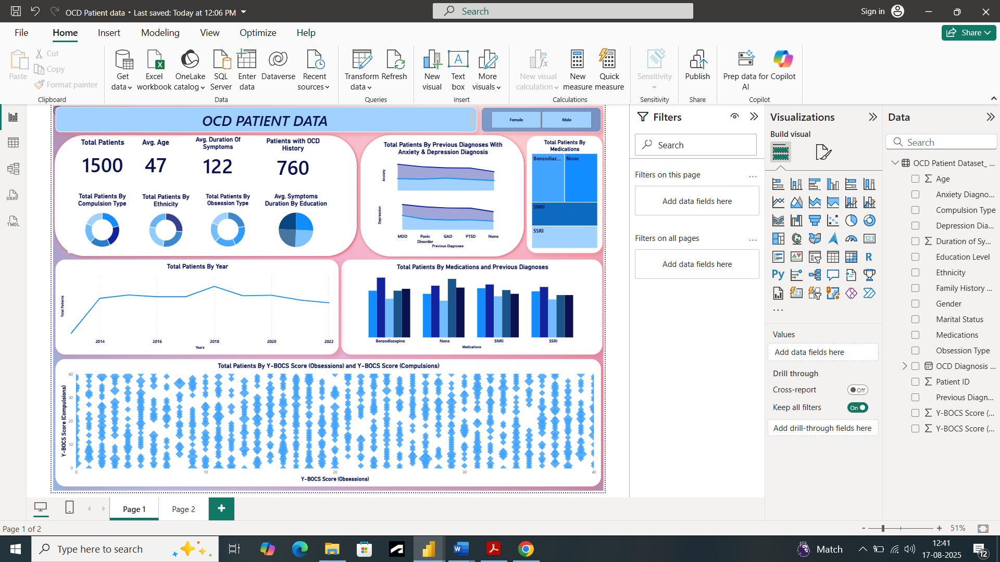 OCD Patient data • Last saved: Today at 12:06 PM
Search
Sign in
File
Home
Insert
Modeling
View
Optimize
Help
Share
Paste
Cut
Copy
Format painter
Clipboard
Get data
Excel workbook
OneLake catalog
SQL Server
Enter data
Dataverse
Recent sources
Data
Transform data
Refresh
Queries
New visual
Text box
More visuals
Insert
New visual calculation
New measure
Quick measure
Calculations
Sensitivity
Sensitivity
Publish
Share
Prep data for AI
Copilot
Copilot
OCD PATIENT DATA
Female
Male
Total Patients
1500
Avg. Age
47
Avg. Duration Of
Symptoms
122
Patients with OCD
History
760
Total Patients By
Compulsion Type
Total Patients By
Ethnicity
Total Patients By
Obsession Type
Avg. Symptoms
Duration By Education
Total Patients By Previous Diagnoses With
Anxiety & Depression Diagnosis
Anxiety
Depression
MDD
Panic
Disorder
GAD
PTSD
None
Previous Diagnoses
Total Patients By
Medications
Benzodiaz...
None
SNRI
SSRI
Total Patients By Year
Total Patients
2014
2016
2018
2020
2022
Years
Total Patients By Medications and Previous Diagnoses
Benzodiazepine
None
SNRI
SSRI
Medications
Total Patients By Y-BOCS Score (Obsessions) and Y-BOCS Score (Compulsions)
Y-BOCS Score (Compulsions)
40
30
20
10
0
0
10
20
30
40
Y-BOCS Score (Obsessions)
Filters
Search
Filters on this page
...
Add data fields here
Filters on all pages
...
Add data fields here
Visualizations
Build visual
123
R
Py
123
...
Values
Add data fields here
Drill through
Cross-report
Off
Keep all filters
On
Add drill-through fields here
Data
Search
OCD Patient Dataset_ ...
Age
Anxiety Diagno...
Compulsion Type
Depression Dia...
Duration of Sy...
Education Level
Ethnicity
Family History ...
Gender
Marital Status
Medications
Obsession Type
OCD Diagnosis ...
Patient ID
Previous Diagn...
Y-BOCS Score (...
Y-BOCS Score (...
DAX
TMDL
Page 1
Page 2
+
Page 1 of 2
- + 51%
Type here to search
Match
12:41
17-08-2025
12